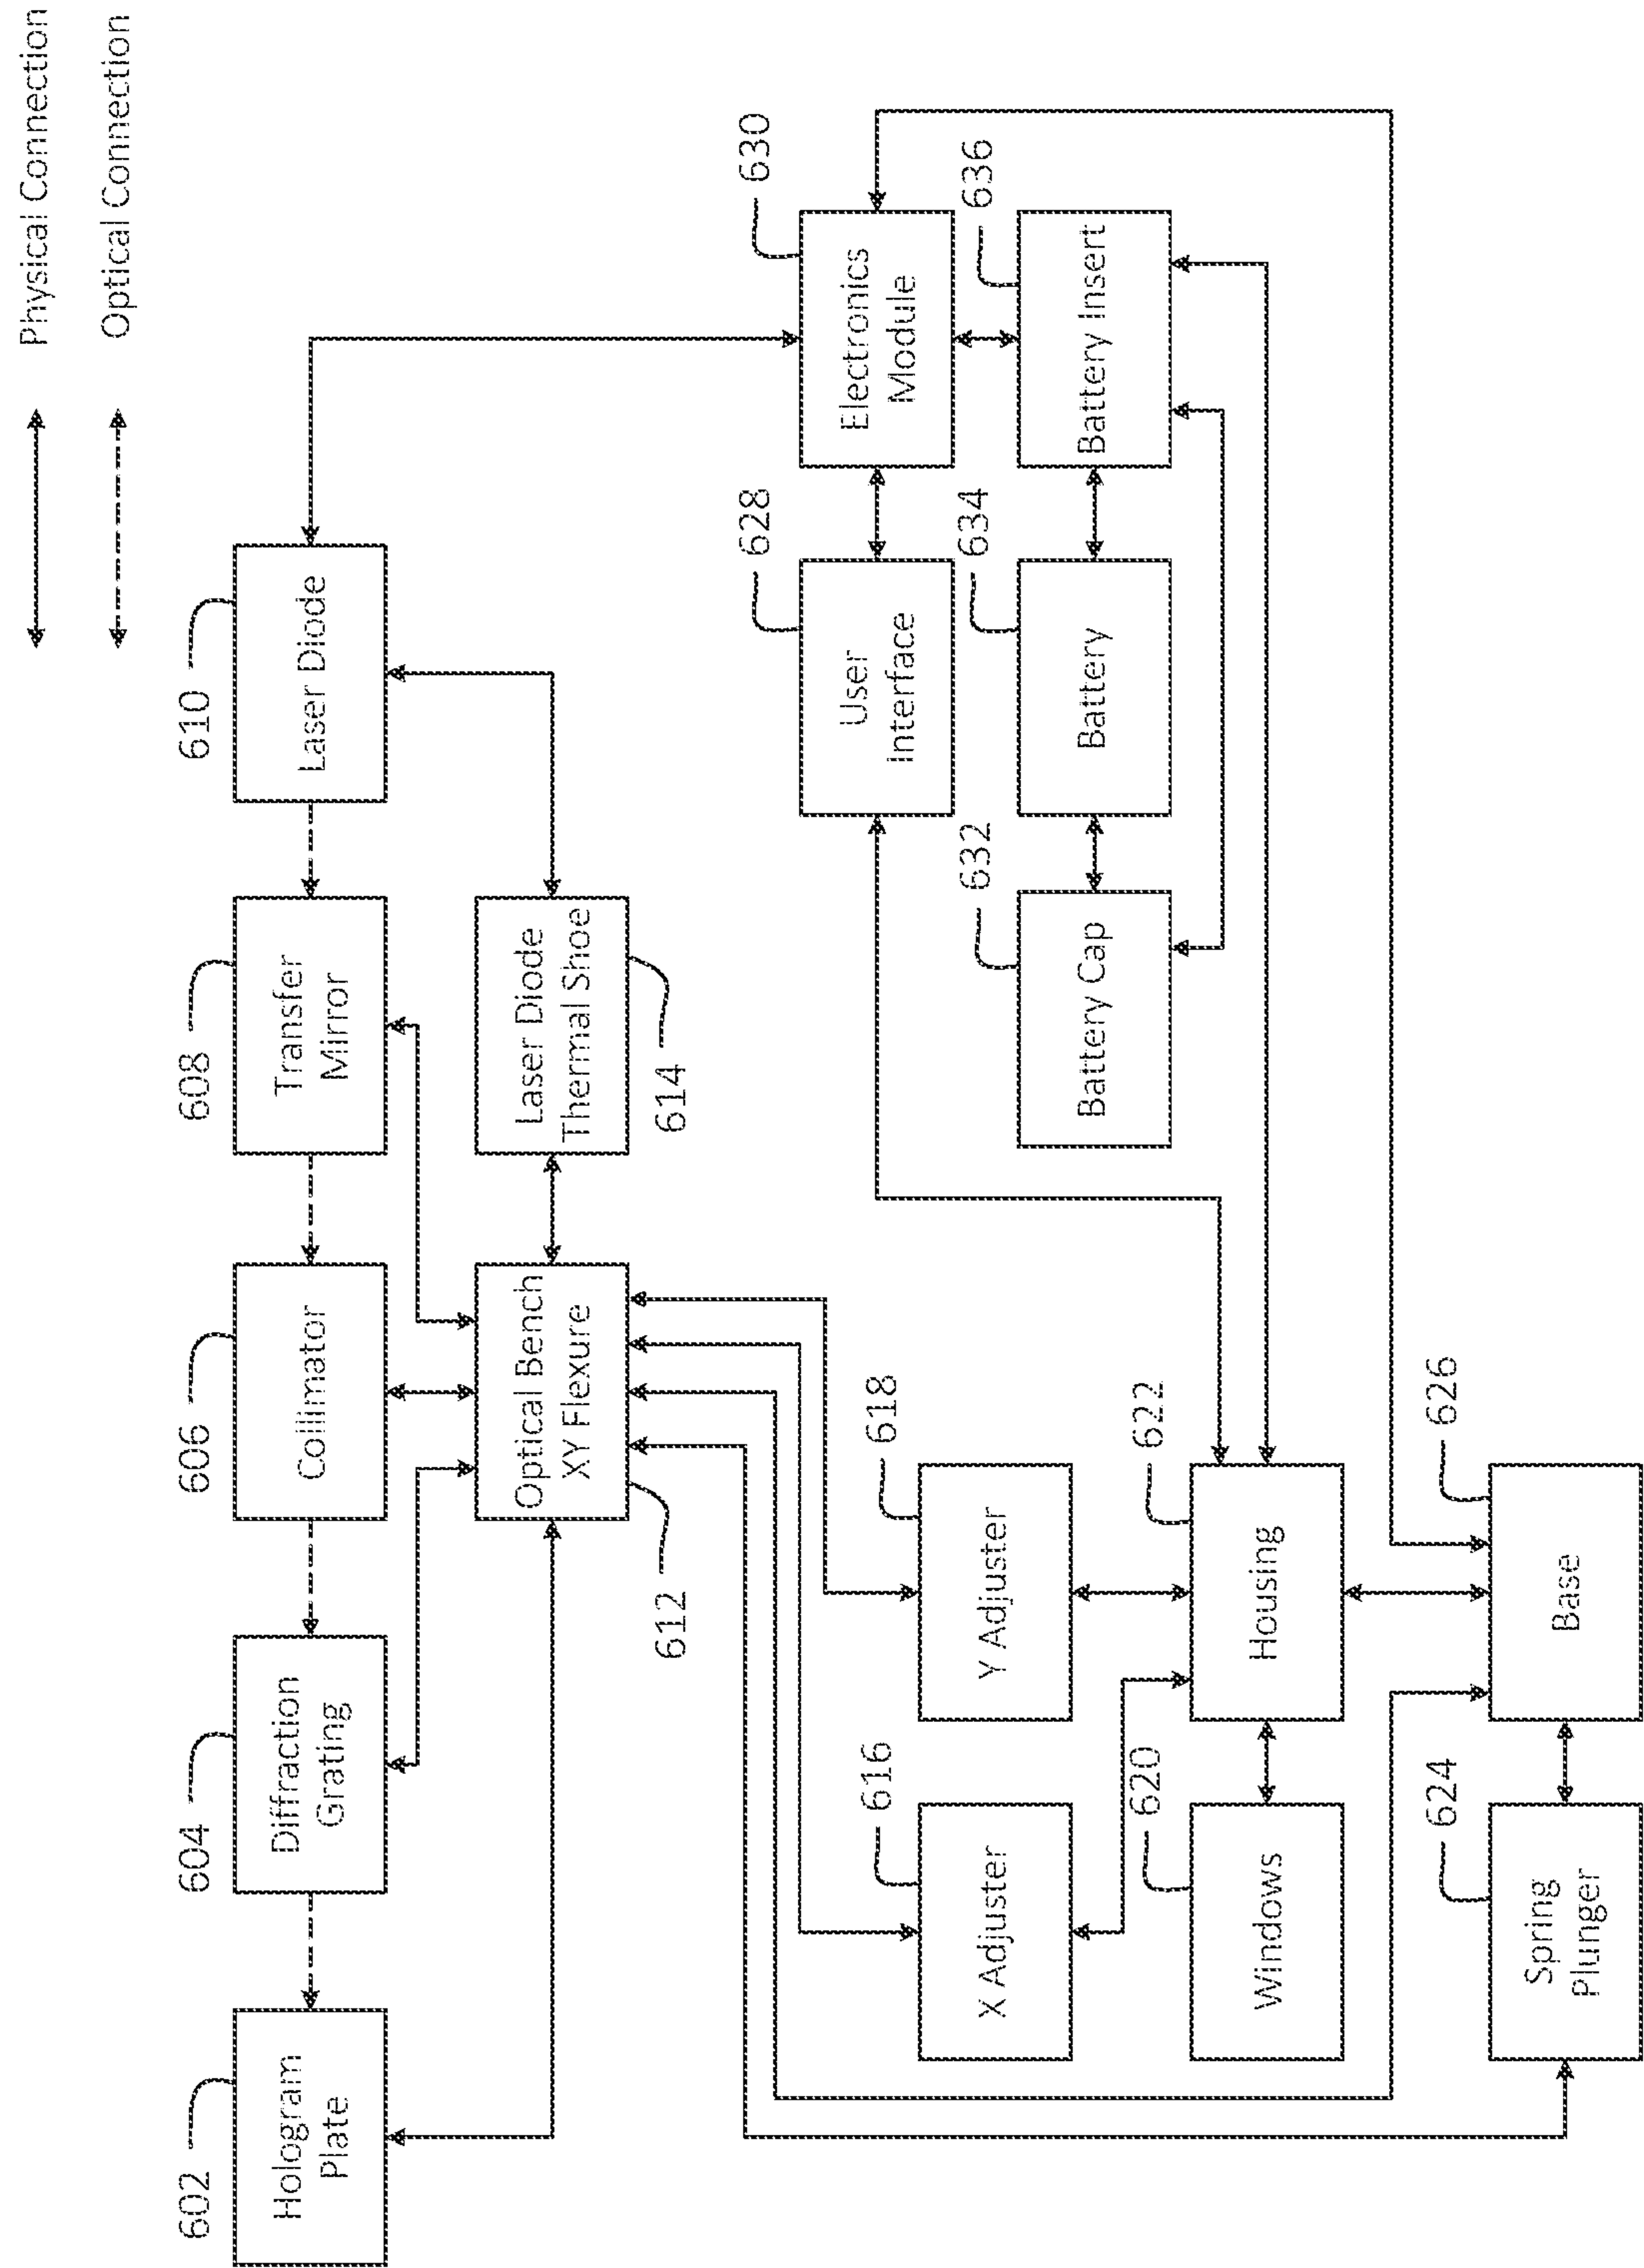 Physical Connection
Optical Connection
602
604
606
608
610
Hologram
Plate
Diffraction
Grating
Collimator
Transfer
Mirror
Laser Diode
Optical Bench
XY Flexure
Laser Diode
Thermal Shoe
612
614
616
618
628
630
X Adjuster
Y Adjuster
User
Interface
Electronics
Module
620
622
632
634
636
Windows
Housing
Battery Cap
Battery
Battery Insert
624
626
Spring
Plunger
Base